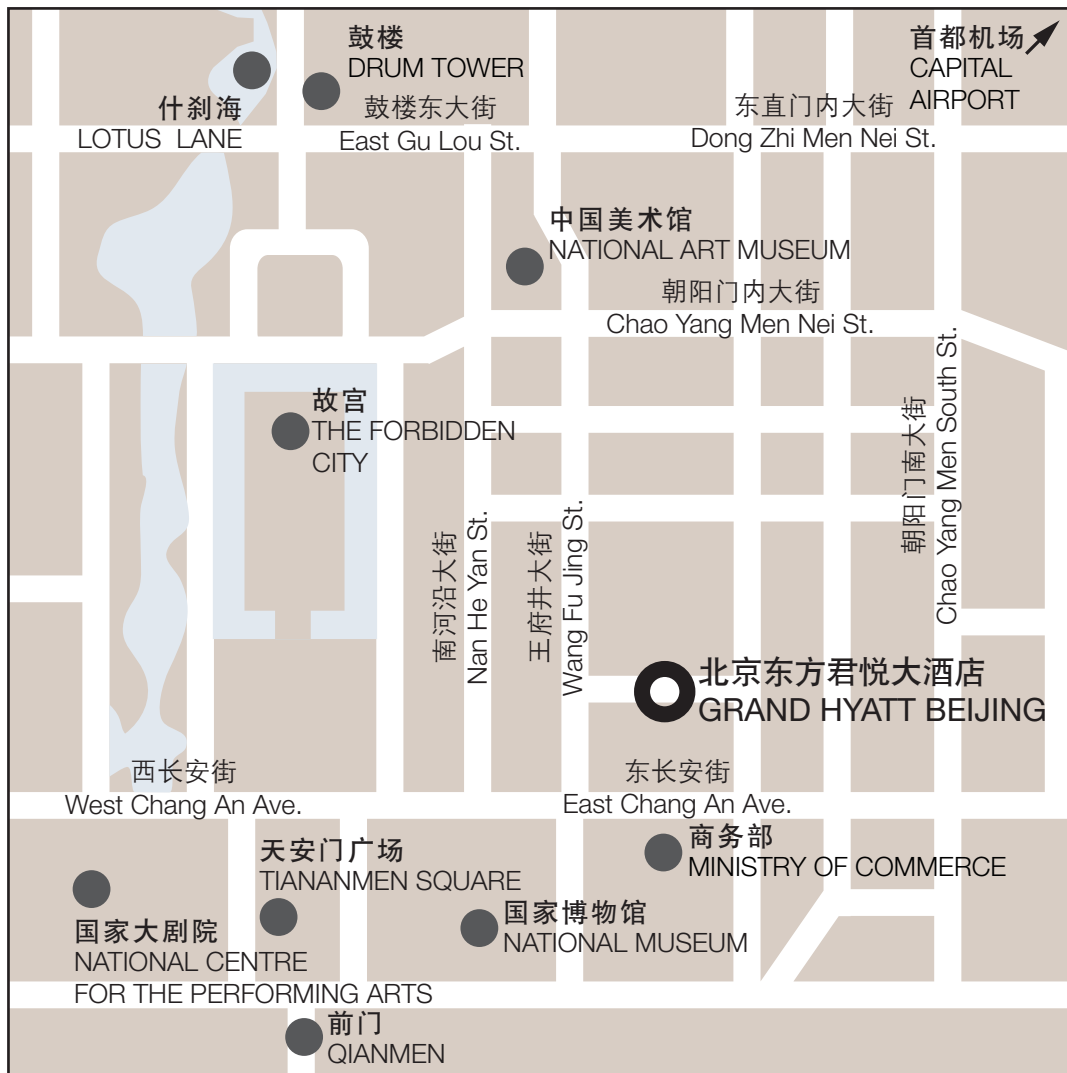 鼓楼
DRUM TOWER
首都机场
CAPITAL
AIRPORT
什刹海
LOTUS LANE
鼓楼东大街
East Gu Lou St.
东直门内大街
Dong Zhi Men Nei St.
中国美术馆
NATIONAL ART MUSEUM
朝阳门内大街
Chao Yang Men Nei St.
故宫
THE FORBIDDEN
CITY
朝阳门南大街
Chao Yang Men South St.
南河沿大街
Nan He Yan St.
王府井大街
Wang Fu Jing St.
北京东方君悦大酒店
GRAND HYATT BEIJING
西长安街
West Chang An Ave.
东长安街
East Chang An Ave.
天安门广场
TIANANMEN SQUARE
商务部
MINISTRY OF COMMERCE
国家大剧院
NATIONAL CENTRE
FOR THE PERFORMING ARTS
国家博物馆
NATIONAL MUSEUM
前门
QIANMEN